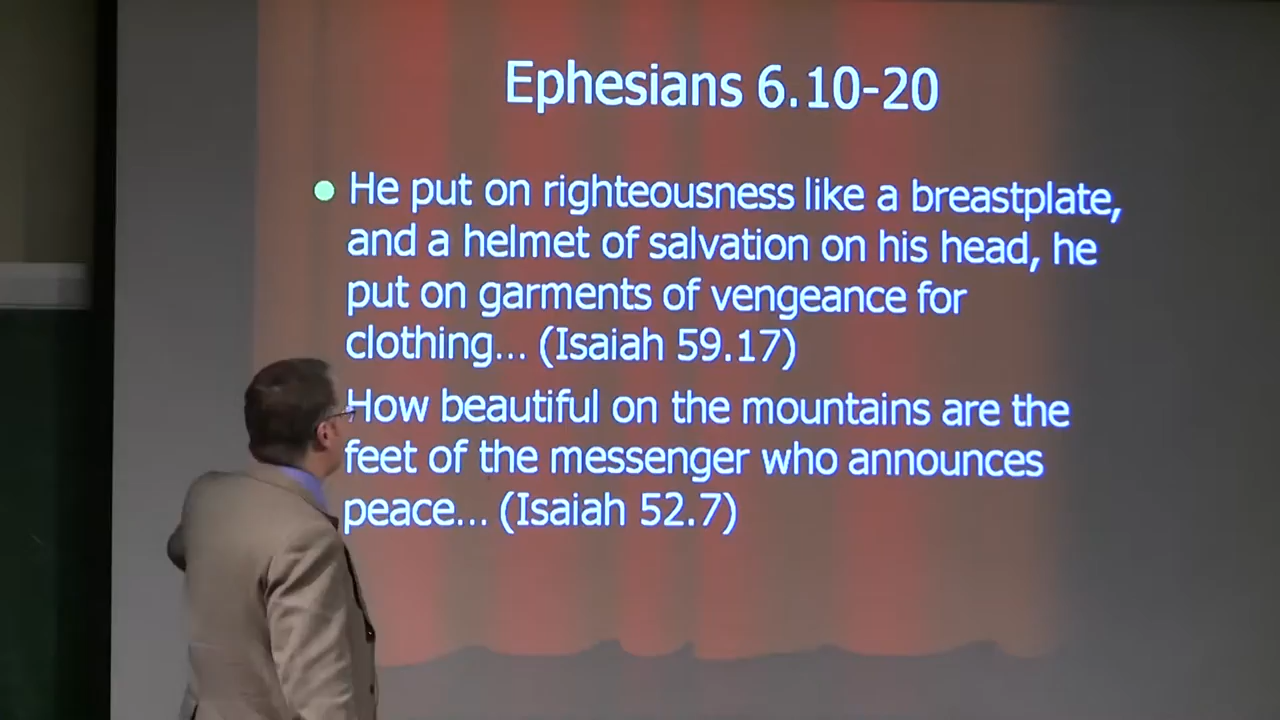 Ephesians 6.10-20
He put on righteousness like a breastplate,
and a helmet of salvation on his head, he
put on garments of vengeance for
clothing... (Isaiah 59.17)
How beautiful on the mountains are the
feet of the messenger who announces
peace... (Isaiah 52.7)